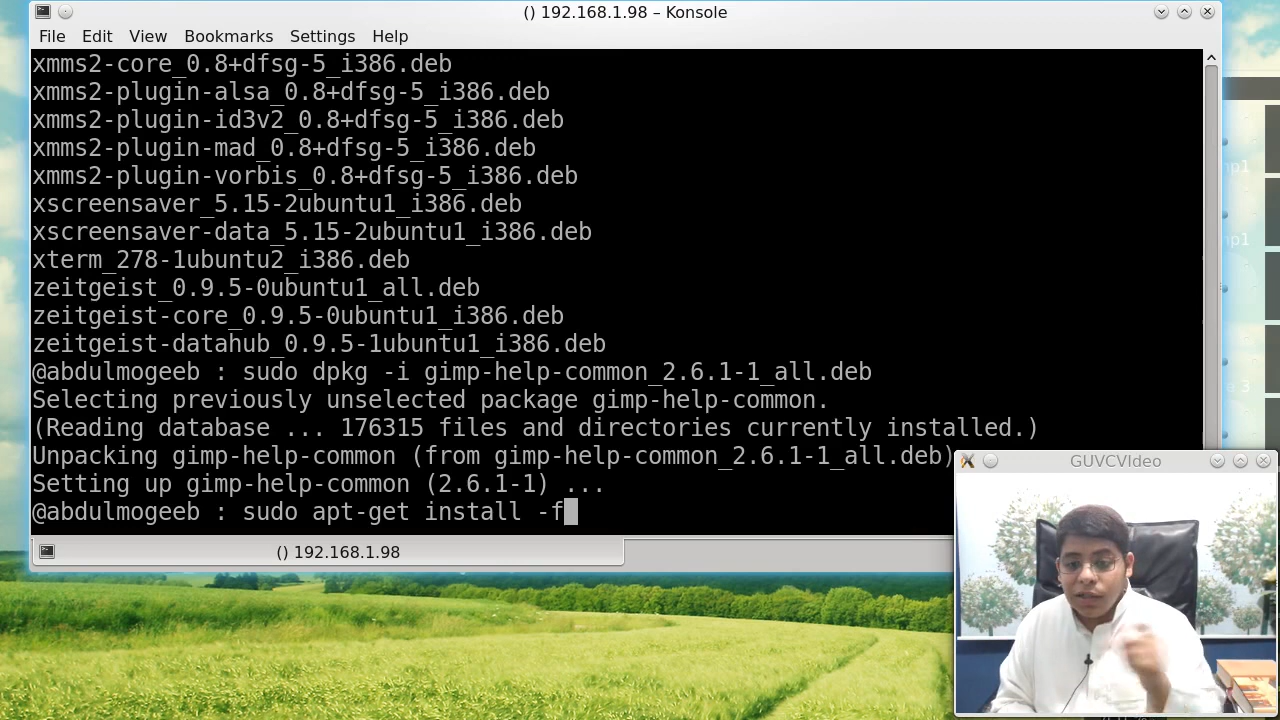 () 192.168.1.98 – Konsole
File Edit View Bookmarks Settings Help
xmms2-core_0.8+dfsg-5_i386.deb
xmms2-plugin-alsa_0.8+dfsg-5_i386.deb
xmms2-plugin-id3v2_0.8+dfsg-5_i386.deb
xmms2-plugin-mad_0.8+dfsg-5_i386.deb
xmms2-plugin-vorbis_0.8+dfsg-5_i386.deb
xscreensaver_5.15-2ubuntu1_i386.deb
xscreensaver-data_5.15-2ubuntu1_i386.deb
xterm_278-1ubuntu2_i386.deb
zeitgeist_0.9.5-0ubuntu1_all.deb
zeitgeist-core_0.9.5-0ubuntu1_i386.deb
zeitgeist-datahub_0.9.5-1ubuntu1_i386.deb
@abdulmogeeb : sudo dpkg -i gimp-help-common_2.6.1-1_all.deb
Selecting previously unselected package gimp-help-common.
(Reading database ... 176315 files and directories currently installed.)
Unpacking gimp-help-common (from gimp-help-common_2.6.1-1_all.deb)
Setting up gimp-help-common (2.6.1-1) ...
@abdulmogeeb : sudo apt-get install -f
() 192.168.1.98
GUVCVIdeo